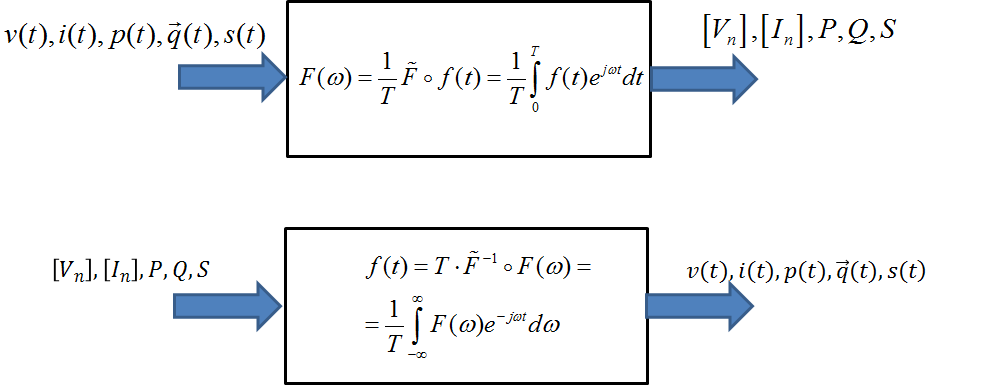 v(t), i(t), p(t), q⃗(t), s(t)
[Vₙ], [Iₙ], P, Q, S
F(ω) = 1/T F̃ ∘ f(t) = 1/T ∫₀ᵀ f(t)e^{jωt}dt
[Vₙ], [Iₙ], P, Q, S
f(t) = T · F̃⁻¹ ∘ F(ω) =
= 1/T ∫_{-∞}^{∞} F(ω)e^{-jωt}dω
v(t), i(t), p(t), q⃗(t), s(t)